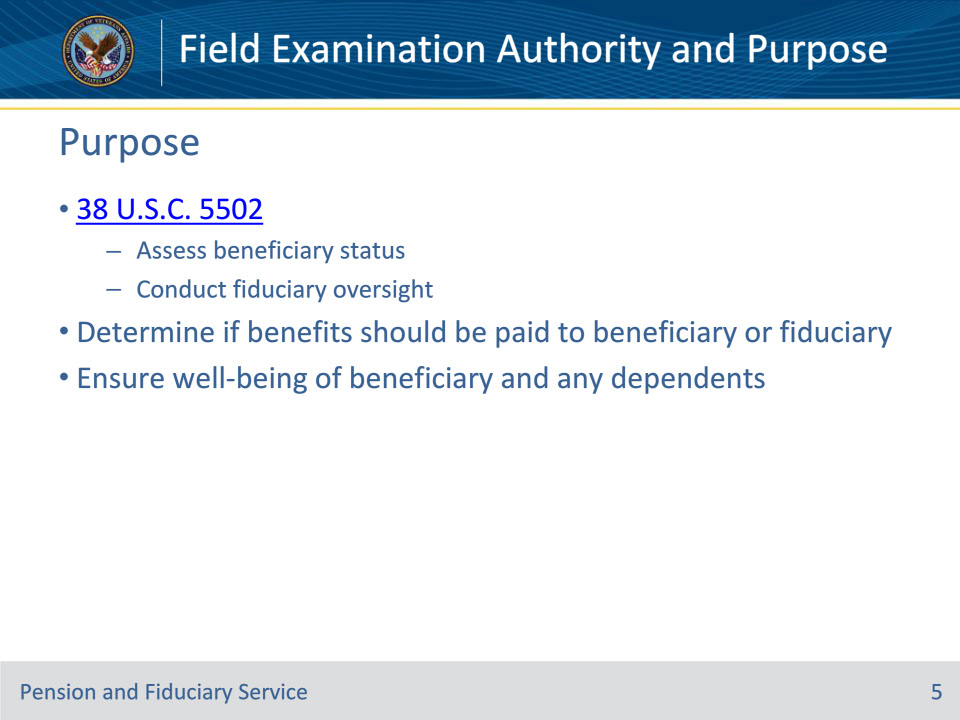 Field Examination Authority and Purpose
Purpose
• 38 U.S.C. 5502
– Assess beneficiary status
– Conduct fiduciary oversight
• Determine if benefits should be paid to beneficiary or fiduciary
• Ensure well-being of beneficiary and any dependents
Pension and Fiduciary Service
5